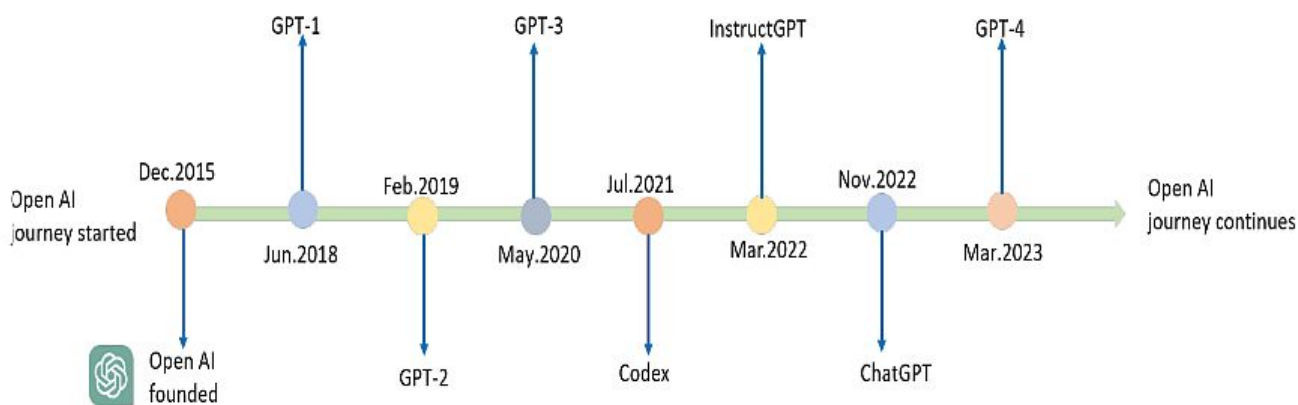 GPT-1
GPT-3
InstructGPT
GPT-4
Dec.2015
Feb.2019
Jul.2021
Nov.2022
Open AI
journey started
Open AI
journey continues
Jun.2018
May.2020
Mar.2022
Mar.2023
Open AI
founded
GPT-2
Codex
ChatGPT